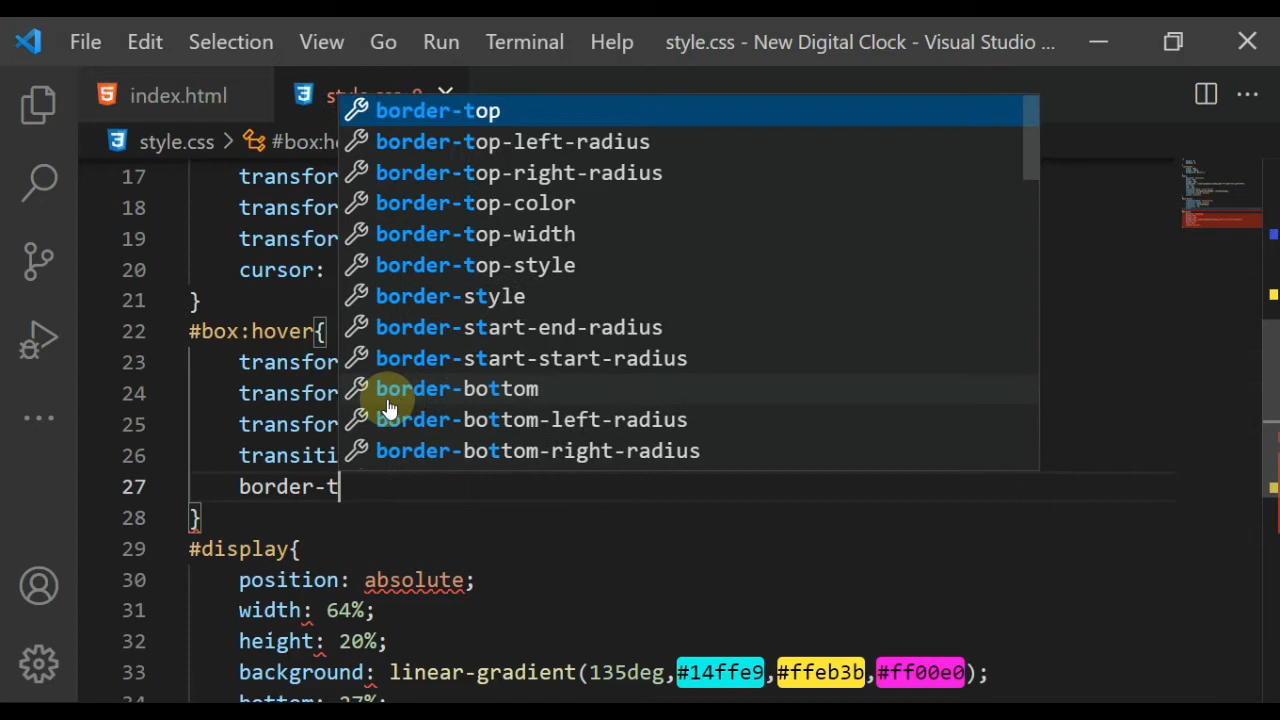 File Edit Selection View Go Run Terminal Help style.css - New Digital Clock - Visual Studio ...
index.html
style.css > #box:h
17 transfor
18 transfor
19 transfor
20 cursor:
21 }
22 #box:hover{
23 transfor
24 transfor
25 transfor
26 transiti
27 border-t
28 }
29 #display{
30 position: absolute;
31 width: 64%;
32 height: 20%;
33 background: linear-gradient(135deg,#14ffe9,#ffeb3b,#ff00e0);
border-top
border-top-left-radius
border-top-right-radius
border-top-color
border-top-width
border-top-style
border-style
border-start-end-radius
border-start-start-radius
border-bottom
border-bottom-left-radius
border-bottom-right-radius